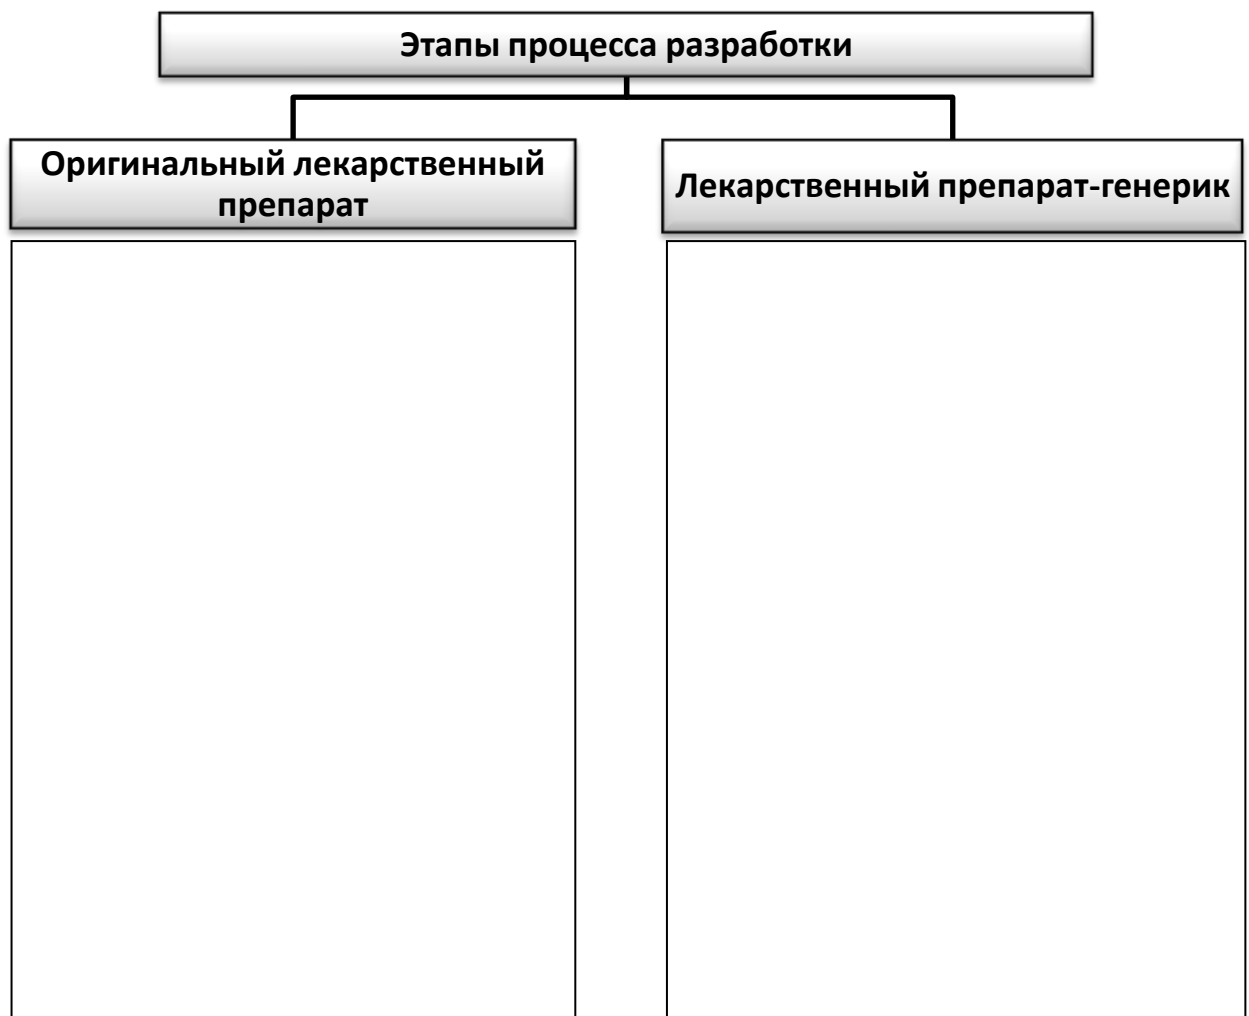 Этапы процесса разработки
Оригинальный лекарственный
препарат
Лекарственный препарат-генерик